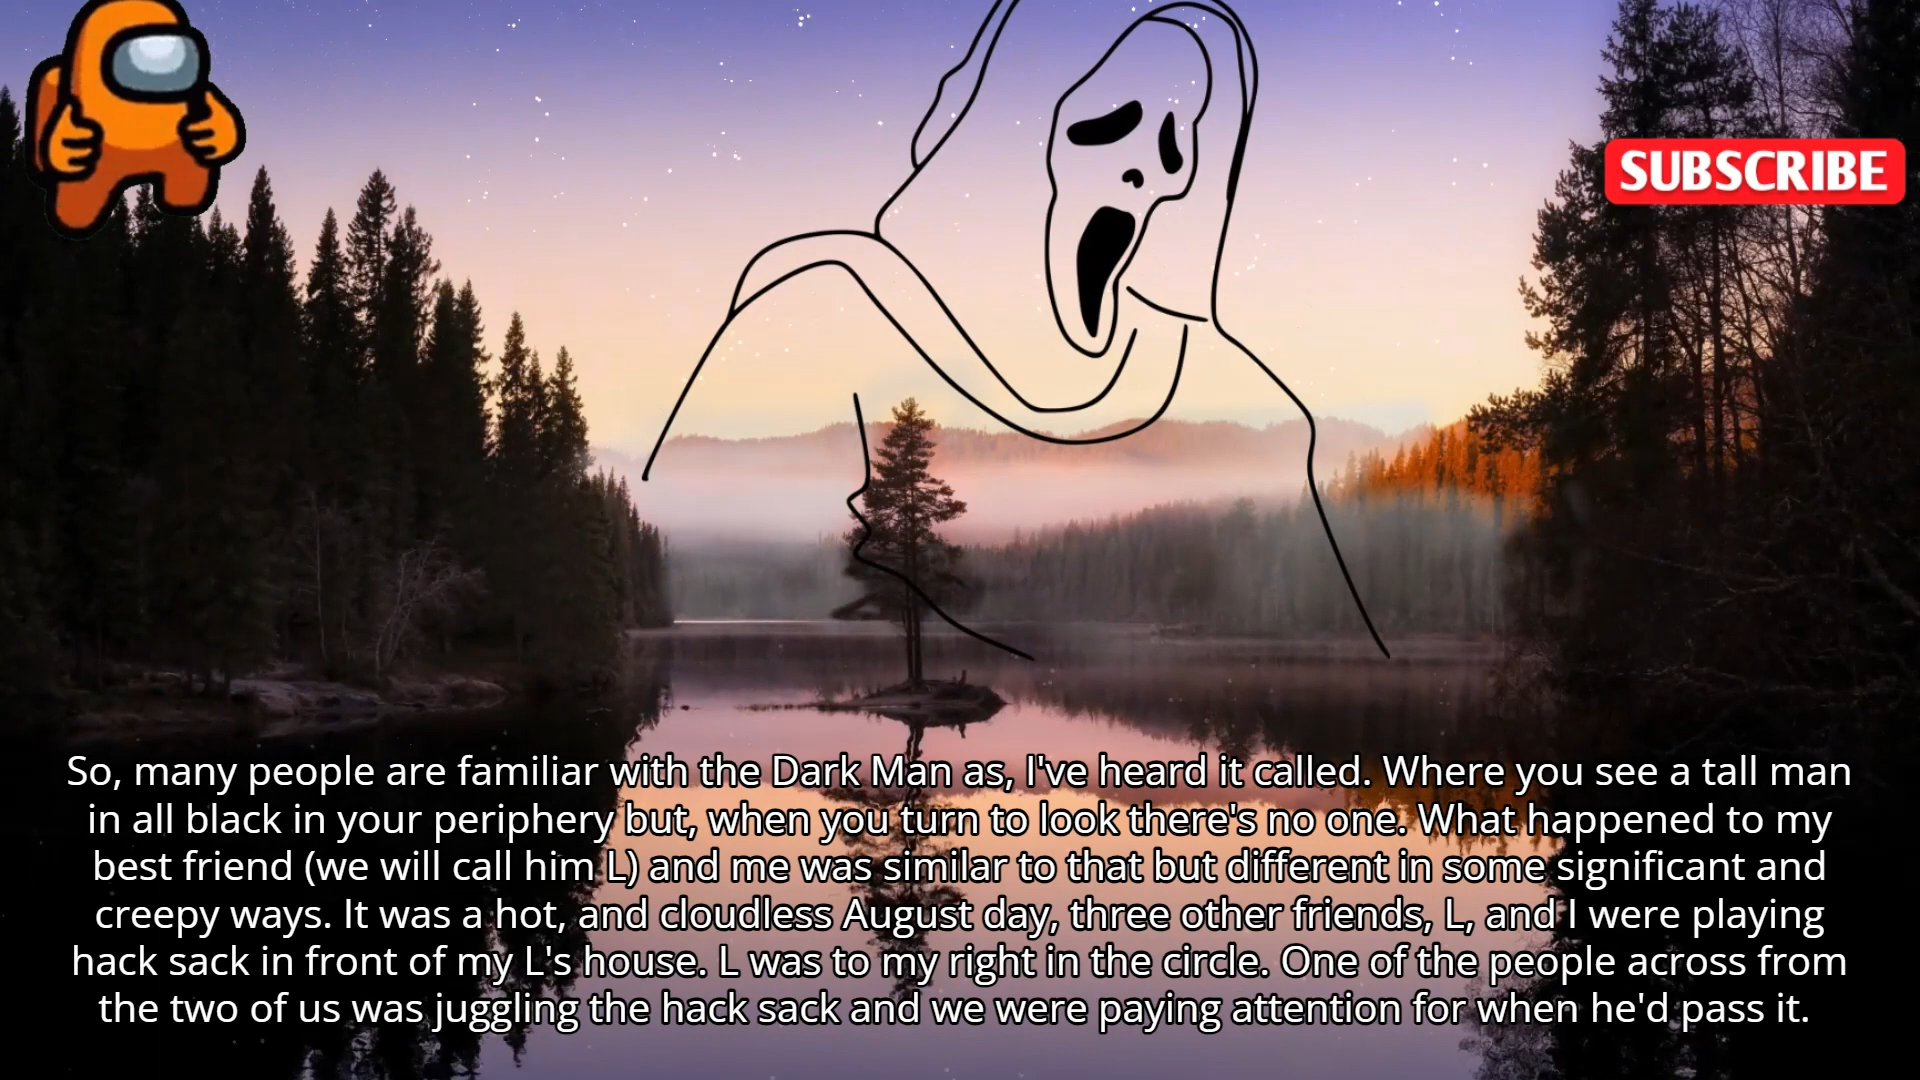 SUBSCRIBE
So, many people are familiar with the Dark Man as, I've heard it called. Where you see a tall man
in all black in your periphery but, when you turn to look there's no one. What happened to my
best friend (we will call him L) and me was similar to that but different in some significant and
creepy ways. It was a hot, and cloudless August day, three other friends, L, and I were playing
hack sack in front of my L's house. L was to my right in the circle. One of the people across from
the two of us was juggling the hack sack and we were paying attention for when he'd pass it.